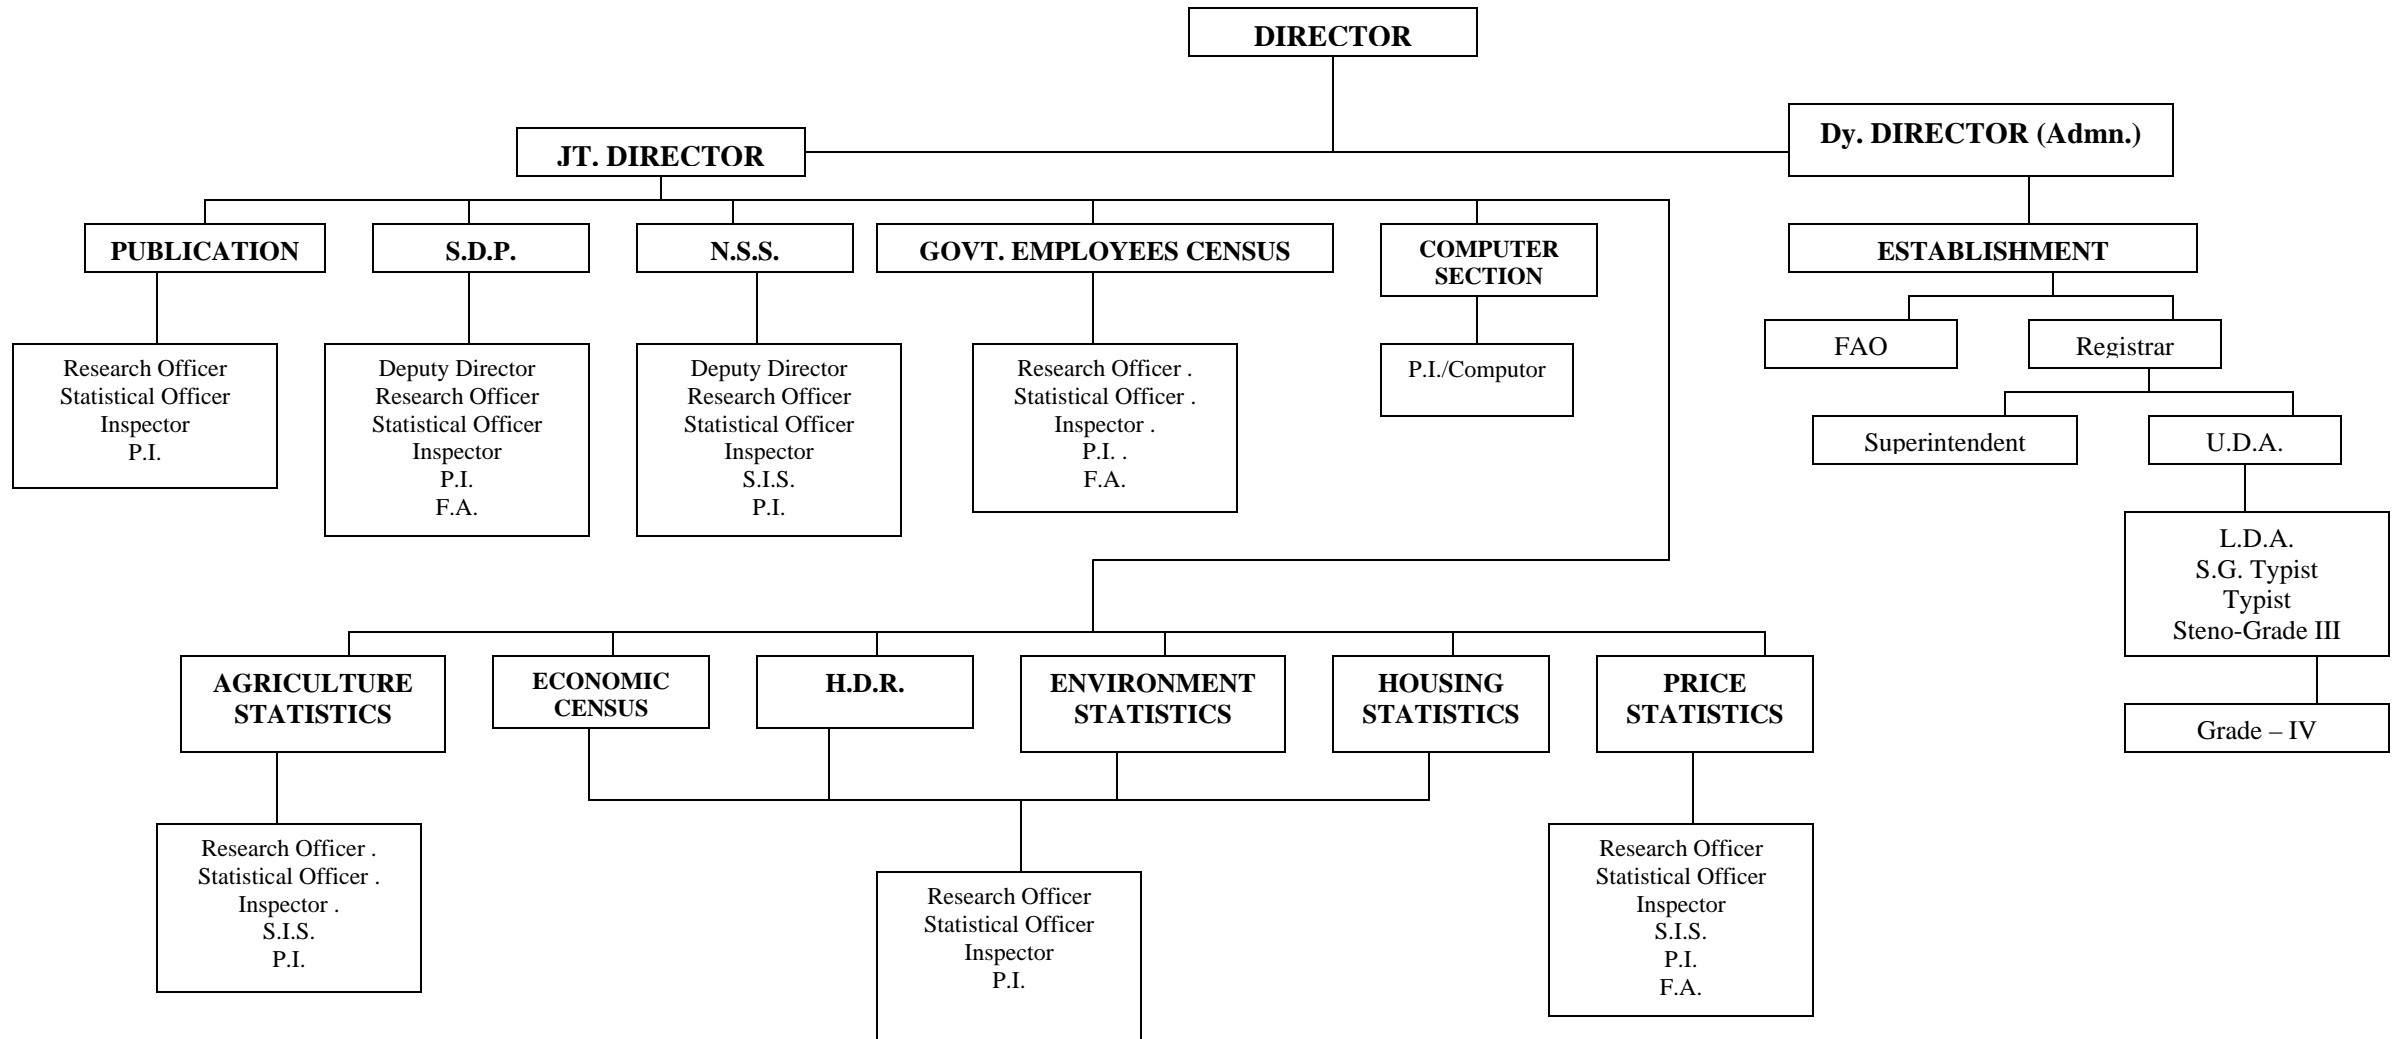 DIRECTOR
JT. DIRECTOR
Dy. DIRECTOR (Admn.)
PUBLICATION
S.D.P.
N.S.S.
GOVT. EMPLOYEES CENSUS
COMPUTER
SECTION
ESTABLISHMENT
Research Officer
Statistical Officer
Inspector
P.I.
Deputy Director
Research Officer
Statistical Officer
Inspector
P.I.
F.A.
Deputy Director
Research Officer
Statistical Officer
Inspector
S.I.S.
P.I.
Research Officer .
Statistical Officer .
Inspector .
P.I. .
F.A.
P.I./Computor
FAO
Registrar
Superintendent
U.D.A.
L.D.A.
S.G. Typist
Typist
Steno-Grade III
Grade – IV
AGRICULTURE
STATISTICS
ECONOMIC
CENSUS
H.D.R.
ENVIRONMENT
STATISTICS
HOUSING
STATISTICS
PRICE
STATISTICS
Research Officer .
Statistical Officer .
Inspector .
S.I.S.
P.I.
Research Officer
Statistical Officer
Inspector
P.I.
Research Officer
Statistical Officer
Inspector
S.I.S.
P.I.
F.A.